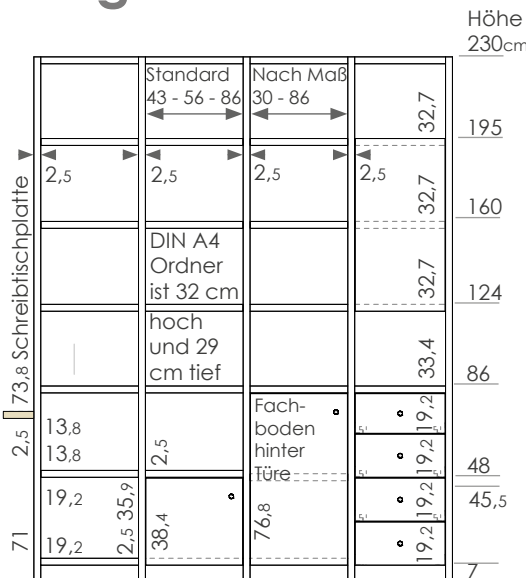 g
Höhe
230cm
Standard
43 - 56 - 86
Nach Maß
30 - 86
32,7
195
2,5
2,5
2,5
2,5
32,7
160
73,8 Schreibtischplatte
DIN A4
Ordner
ist 32 cm
hoch
und 29
cm tief
32,7
124
33,4
86
Fach-
boden
hinter
Türe
19,2
13,8
13,8
2,5
2,5
5
5
19,2
48
45,5
19,2
35,9
2,5
38,4
76,8
5
5
19,2
19,2
71
19,2
7